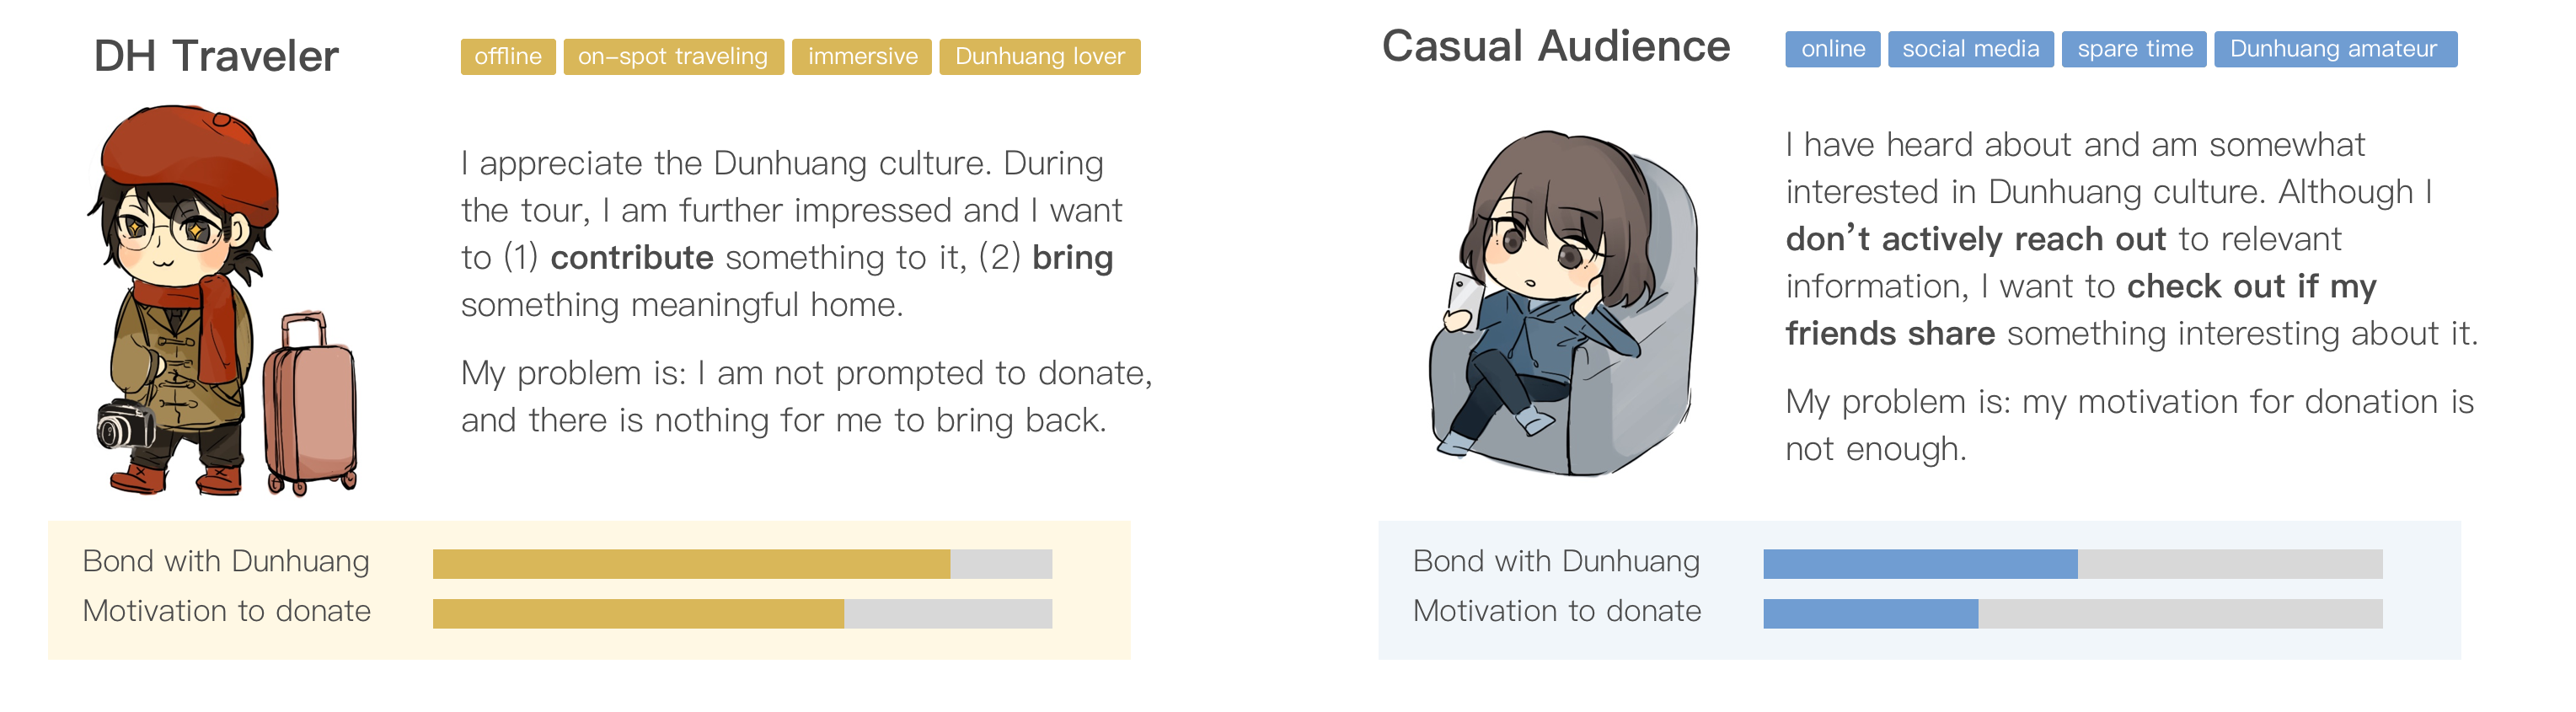 DH Traveler
offline
on-spot traveling
immersive
Dunhuang lover
I appreciate the Dunhuang culture. During
the tour, I am further impressed and I want
to (1) contribute something to it, (2) bring
something meaningful home.
My problem is: I am not prompted to donate,
and there is nothing for me to bring back.
Bond with Dunhuang
Motivation to donate
Casual Audience
online
social media
spare time
Dunhuang amateur
I have heard about and am somewhat
interested in Dunhuang culture. Although I
don’t actively reach out to relevant
information, I want to check out if my
friends share something interesting about it.
My problem is: my motivation for donation is
not enough.
Bond with Dunhuang
Motivation to donate